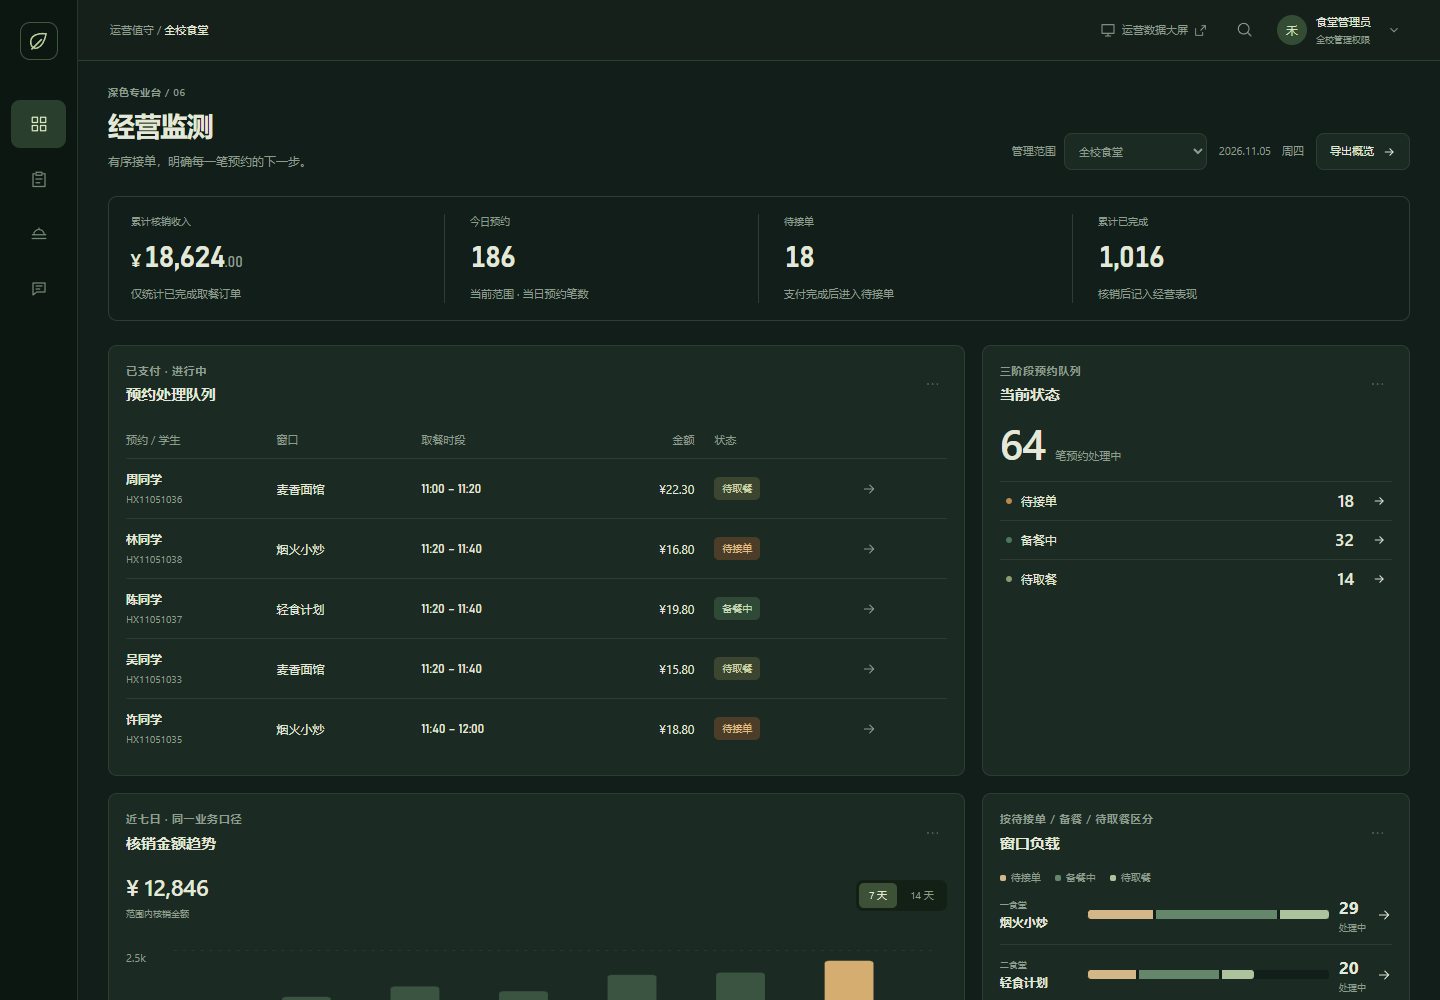 运营值守 / 全校食堂
运营数据大屏
禾
食堂管理员
全校管理权限
深色专业台 / 06
经营监测
有序接单，明确每一笔预约的下一步。
管理范围
全校食堂
2026.11.05 周四
导出概览 →
累计核销收入
¥ 18,624.00
仅统计已完成取餐订单
今日预约
186
当前范围 · 当日预约笔数
待接单
18
支付完成后进入待接单
累计已完成
1,016
核销后记入经营表现
已支付 · 进行中
预约处理队列
···
预约 / 学生 窗口 取餐时段 金额 状态
周同学
HX11051036
麦香面馆 11:00 – 11:20 ¥22.30 待取餐 →
林同学
HX11051038
烟火小炒 11:20 – 11:40 ¥16.80 待接单 →
陈同学
HX11051037
轻食计划 11:20 – 11:40 ¥19.80 备餐中 →
吴同学
HX11051033
麦香面馆 11:20 – 11:40 ¥15.80 待取餐 →
许同学
HX11051035
烟火小炒 11:40 – 12:00 ¥18.80 待接单 →
三阶段预约队列
当前状态
···
64 笔预约处理中
待接单 18 →
备餐中 32 →
待取餐 14 →
近七日 · 同一业务口径
核销金额趋势
···
¥ 12,846
范围内核销金额
7 天 14 天
2.5k
按待接单 / 备餐 / 待取餐区分
窗口负载
···
待接单 备餐中 待取餐
一食堂
烟火小炒
29
处理中
→
二食堂
轻食计划
20
处理中
→